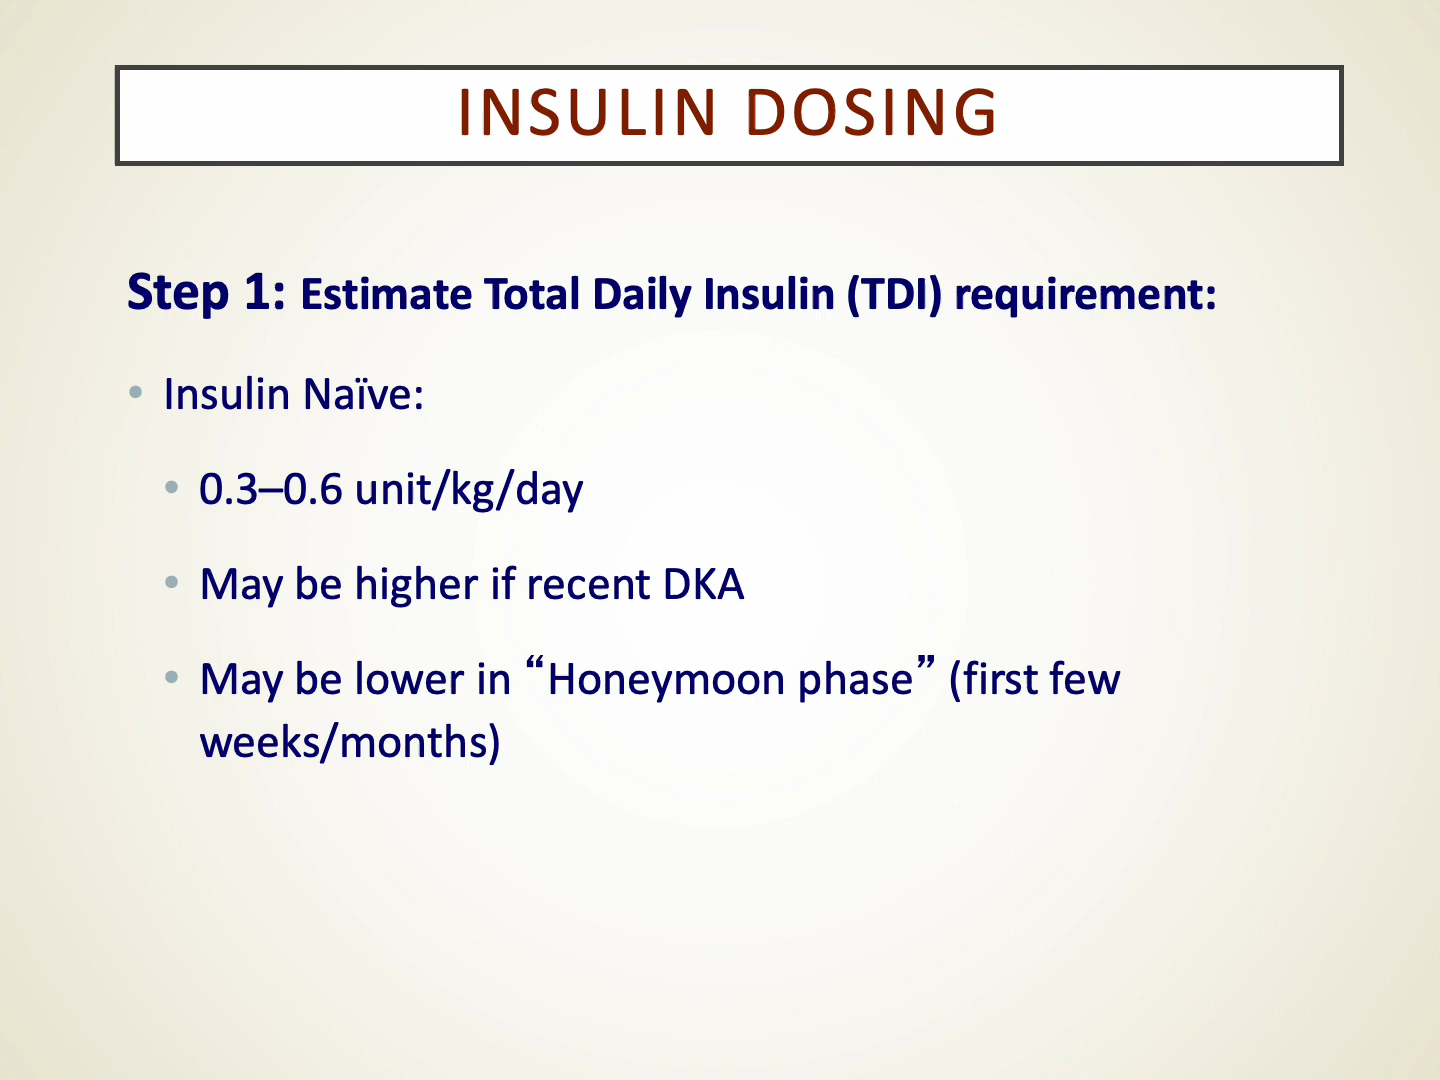 INSULIN DOSING
Step 1: Estimate Total Daily Insulin (TDI) requirement:
• Insulin Naïve:
• 0.3–0.6 unit/kg/day
• May be higher if recent DKA
• May be lower in “Honeymoon phase” (first few
weeks/months)